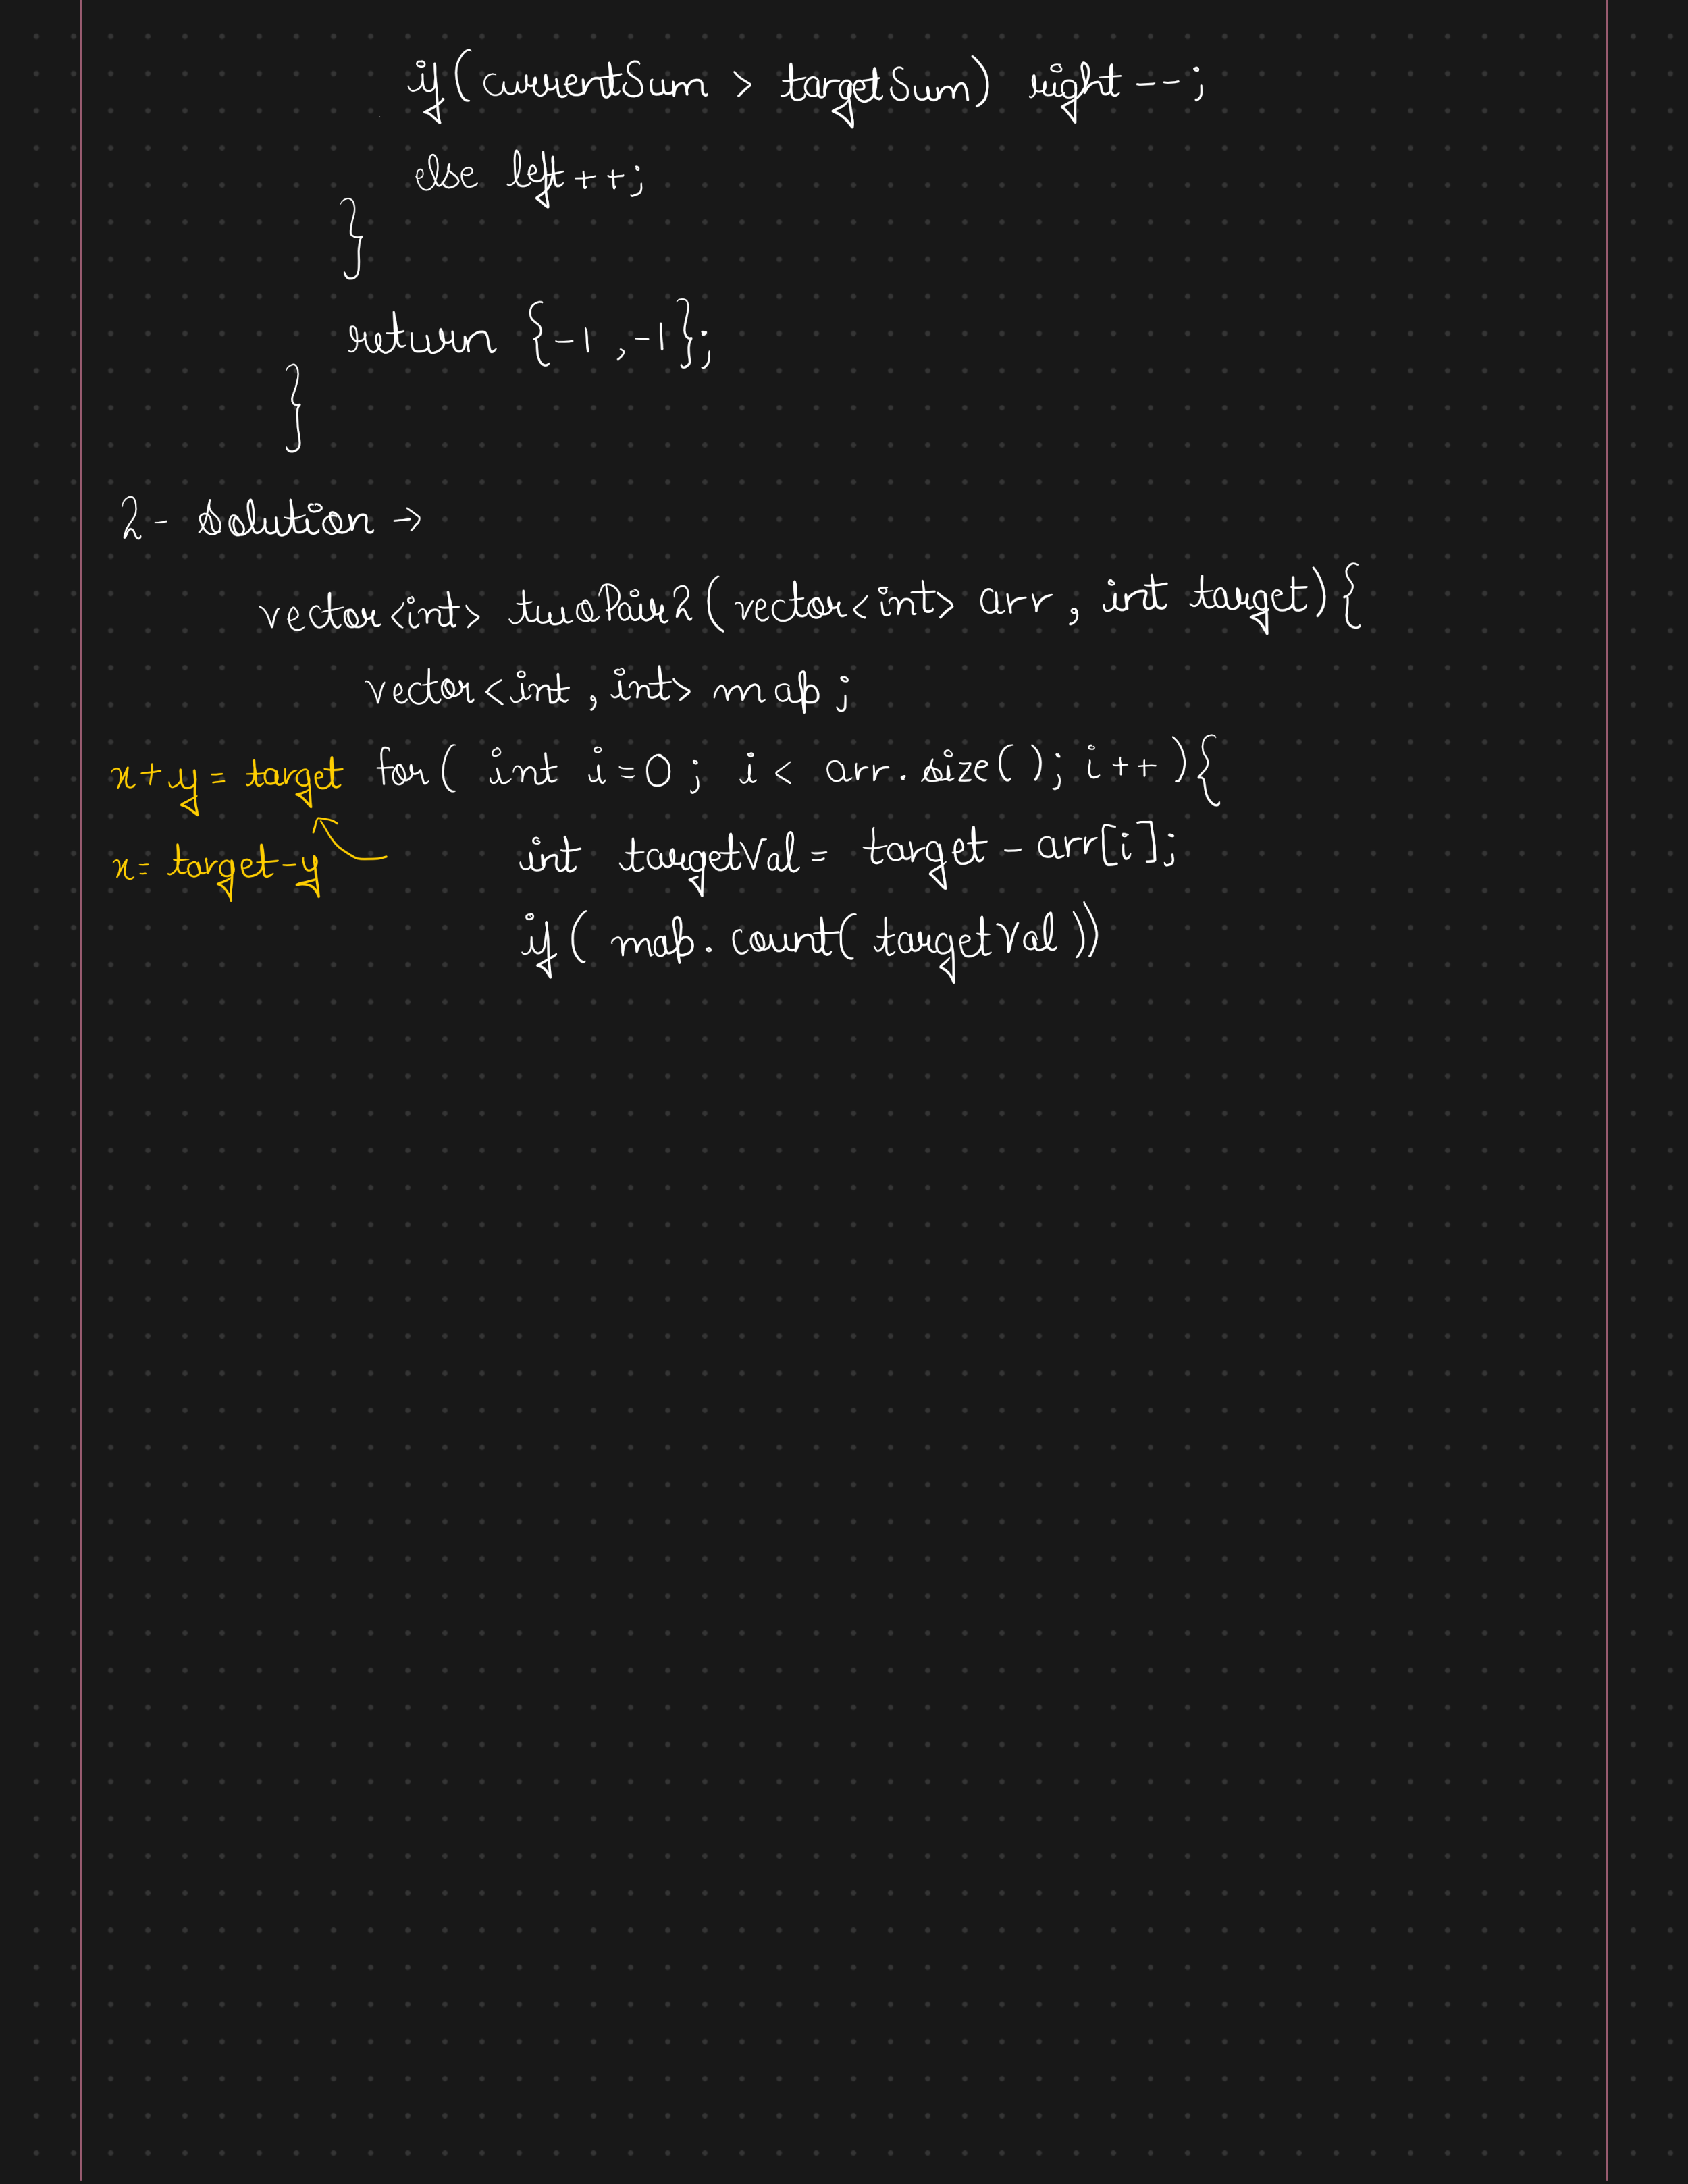 if(currentSum > targetSum) right--;
else left++;
}
return {-1,-1};
}
2- Solution →
vector<int> twoPair2(vector<int> arr, int target){
vector<int,int> map;
x+y = target for( int i=0; i < arr.size(); i++){
x= target-y int targetVal = target - arr[i];
if( map.count( targetVal))